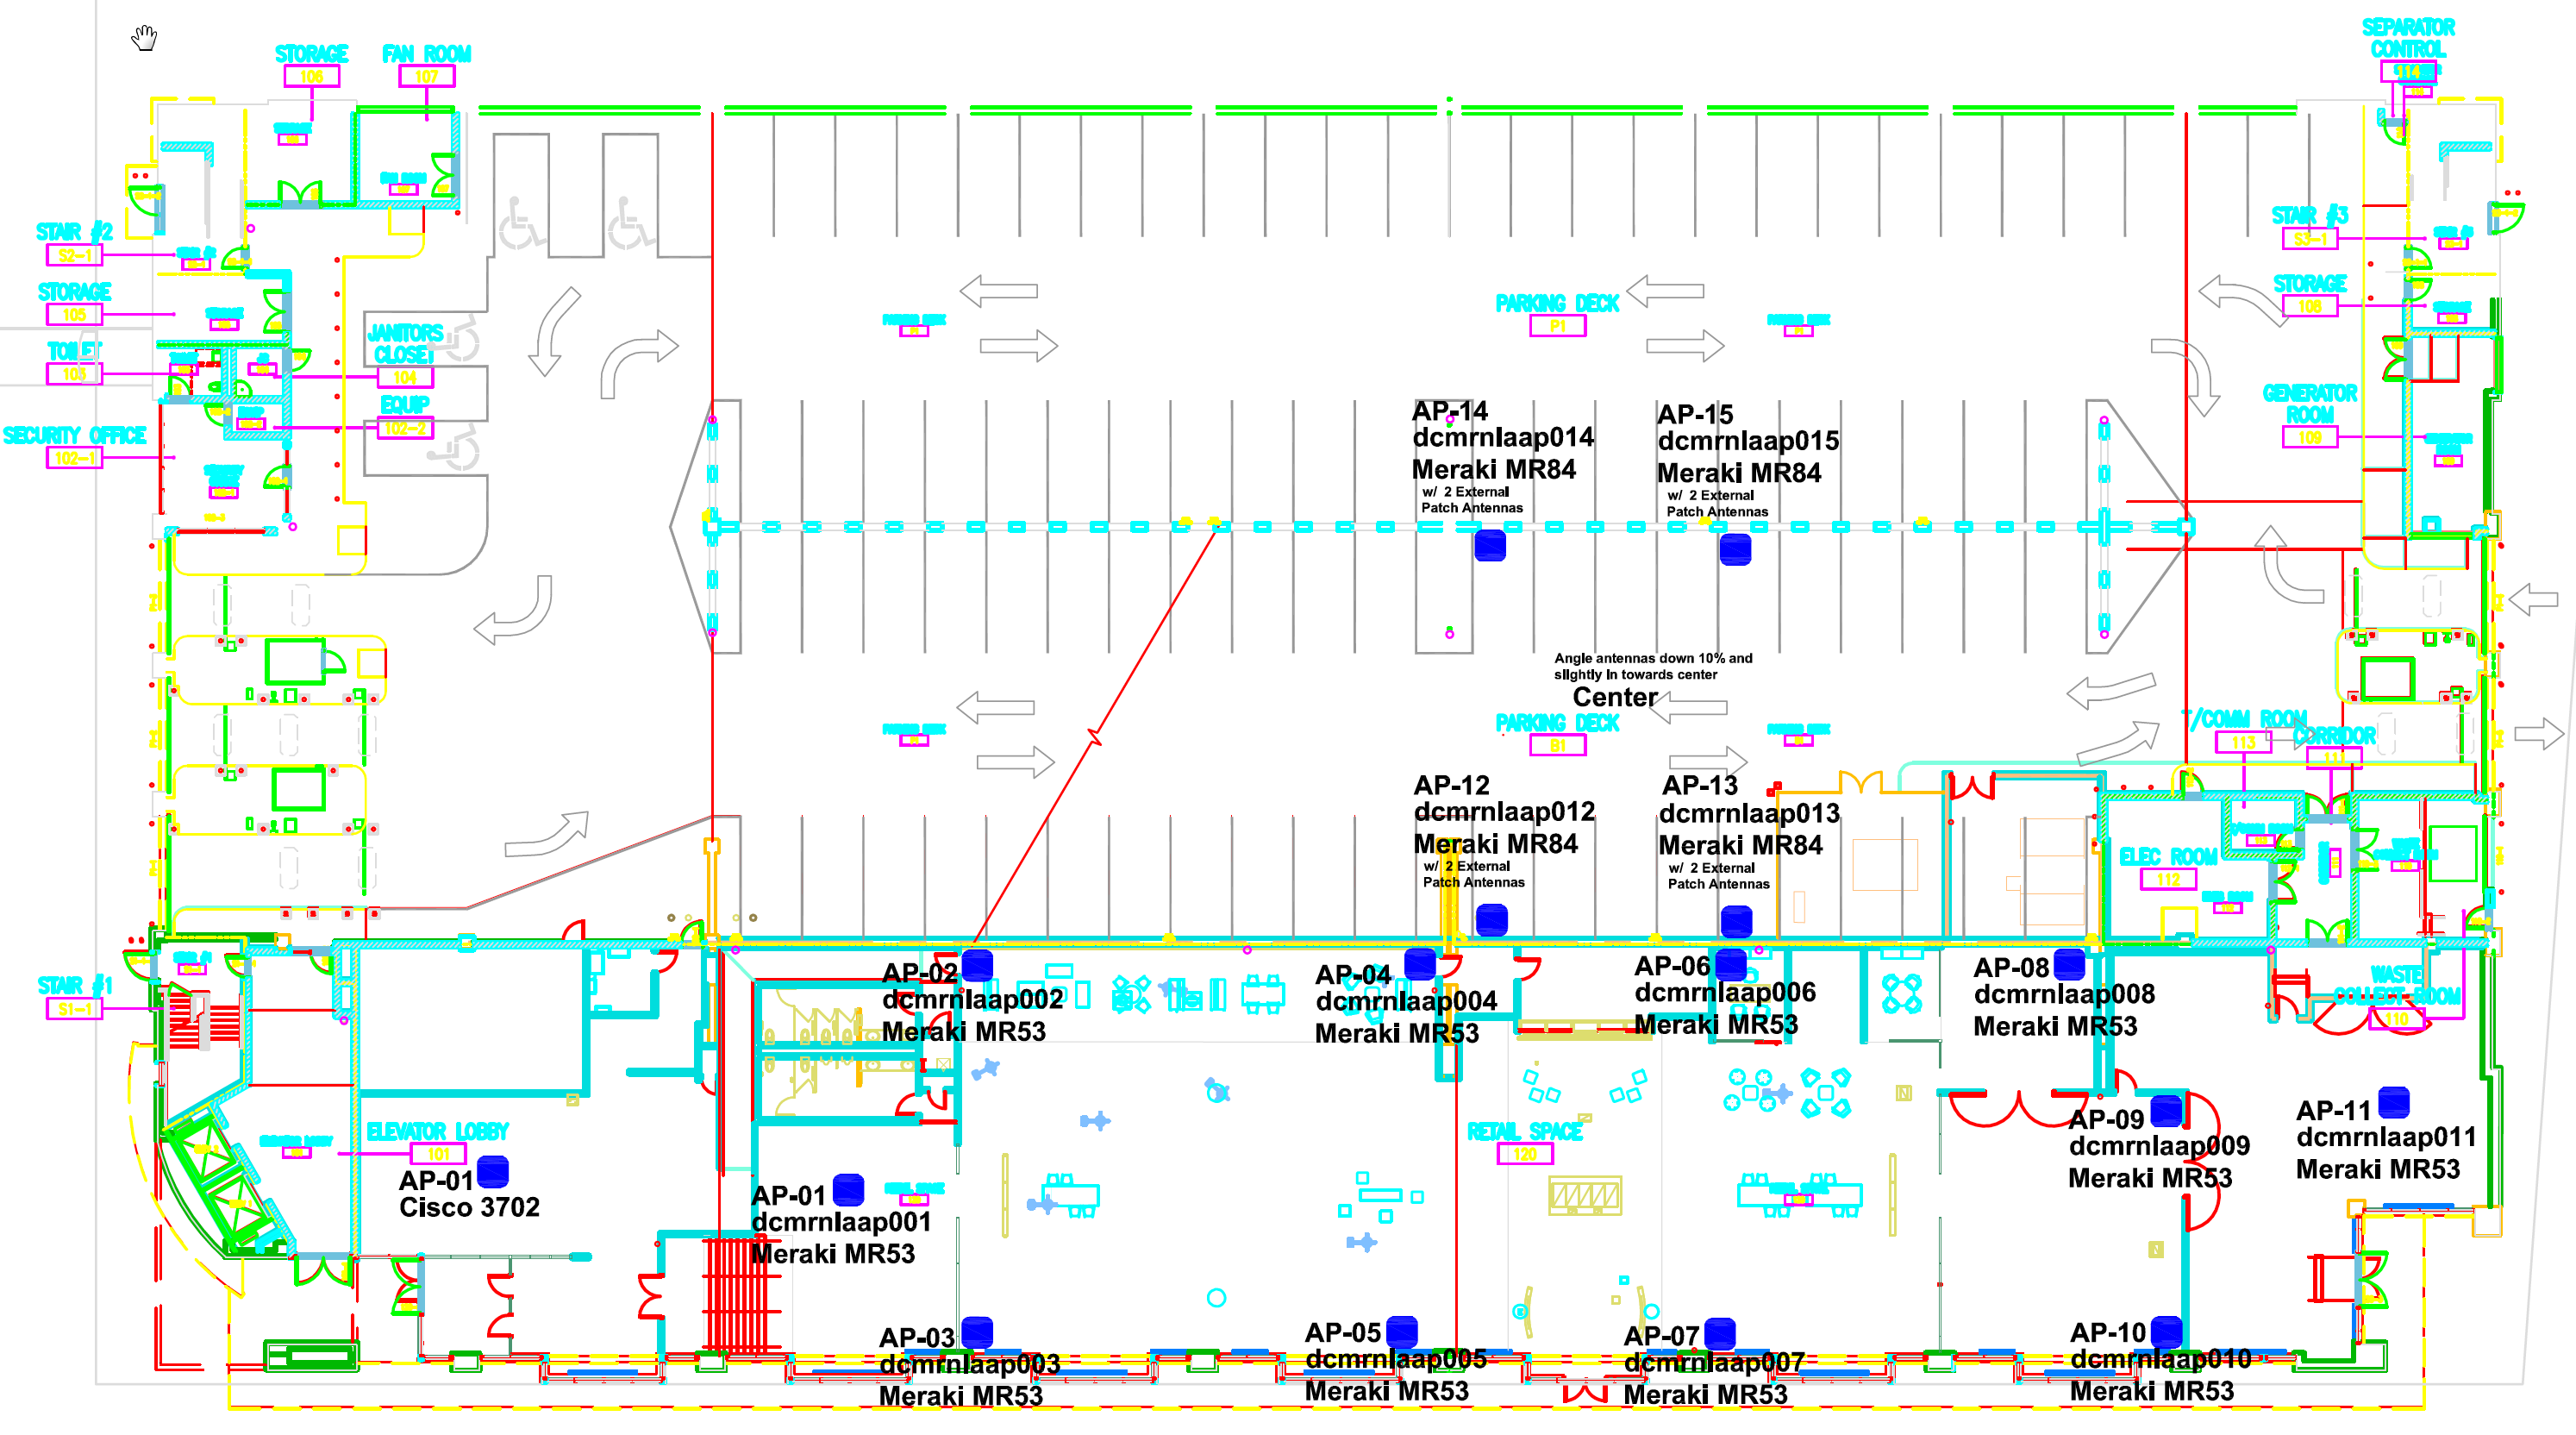 STORAGE
106
FAN ROOM
107
SEPARATOR
CONTROL
114
STAIR #2
S2-1
STORAGE
105
TOILET
103
JANITORS
CLOSET
104
EQUIP
102-2
SECURITY OFFICE
102-1
PARKING DECK
P1
STAIR #3
S3-1
STORAGE
108
GENERATOR
ROOM
109
AP-14
dcmrnlaap014
Meraki MR84
w/ 2 External
Patch Antennas
AP-15
dcmrnlaap015
Meraki MR84
w/ 2 External
Patch Antennas
Angle antennas down 10% and
slightly in towards center
Center
PARKING DECK
B1
T/COMM ROOM
113
CORRIDOR
111
AP-12
dcmrnlaap012
Meraki MR84
w/ 2 External
Patch Antennas
AP-13
dcmrnlaap013
Meraki MR84
w/ 2 External
Patch Antennas
ELEC ROOM
112
STAIR #1
S1-1
AP-02
dcmrnlaap002
Meraki MR53
AP-04
dcmrnlaap004
Meraki MR53
AP-06
dcmrnlaap006
Meraki MR53
AP-08
dcmrnlaap008
Meraki MR53
WASTE
COLLECT ROOM
110
ELEVATOR LOBBY
101
AP-01
Cisco 3702
AP-01
dcmrnlaap001
Meraki MR53
RETAIL SPACE
120
AP-09
dcmrnlaap009
Meraki MR53
AP-11
dcmrnlaap011
Meraki MR53
AP-03
dcmrnlaap003
Meraki MR53
AP-05
dcmrnlaap005
Meraki MR53
AP-07
dcmrnlaap007
Meraki MR53
AP-10
dcmrnlaap010
Meraki MR53